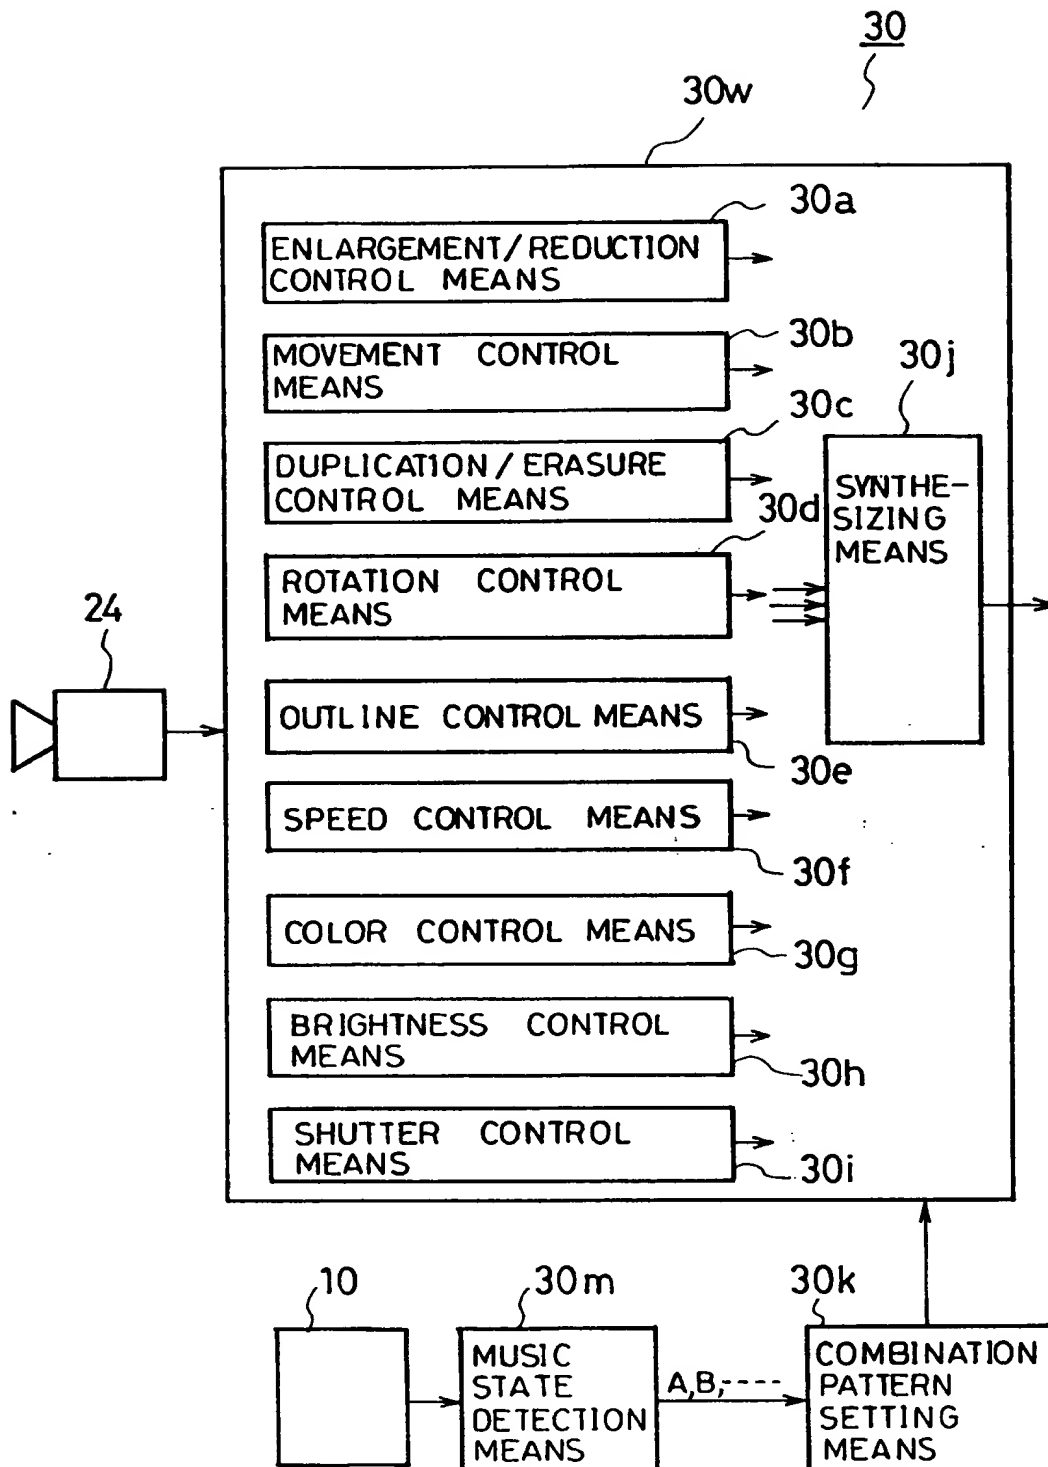 30
30w
30a
ENLARGEMENT/REDUCTION
CONTROL MEANS
30b
MOVEMENT CONTROL
MEANS
30j
30c
DUPLICATION/ERASURE
CONTROL MEANS
SYNTHE-
SIZING
MEANS
30d
ROTATION CONTROL
MEANS
24
OUTLINE CONTROL MEANS
30e
SPEED CONTROL MEANS
30f
COLOR CONTROL MEANS
30g
BRIGHTNESS CONTROL
MEANS
30h
SHUTTER CONTROL
MEANS
30i
10
30m
30k
MUSIC
STATE
DETECTION
MEANS
A,B,----
COMBINATION
PATTERN
SETTING
MEANS